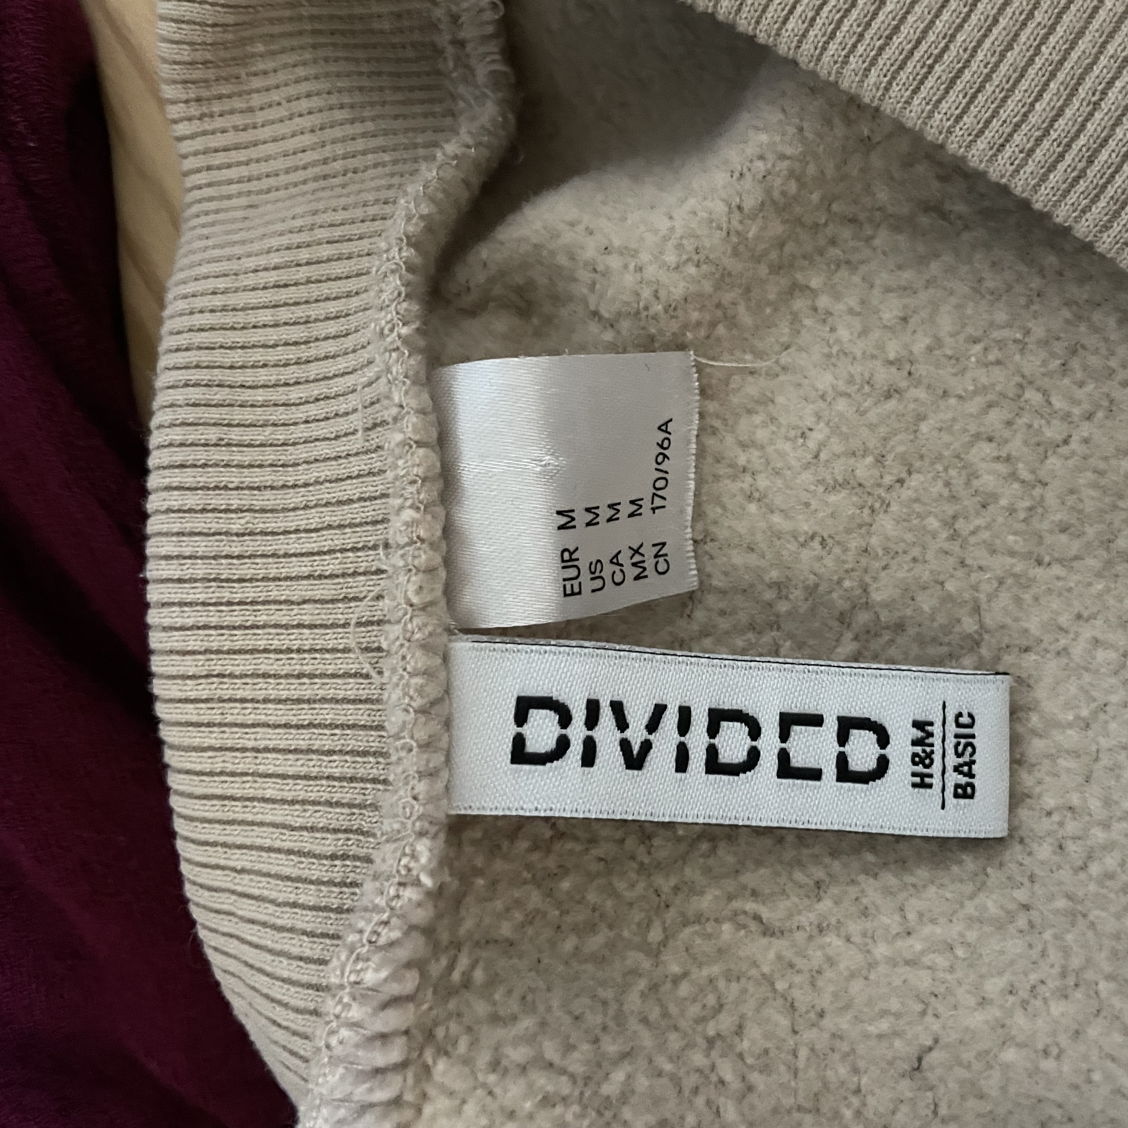 EUR M
US M
CA M
MX M
CN 170/96A
DIVIDED
H&M
BASIC